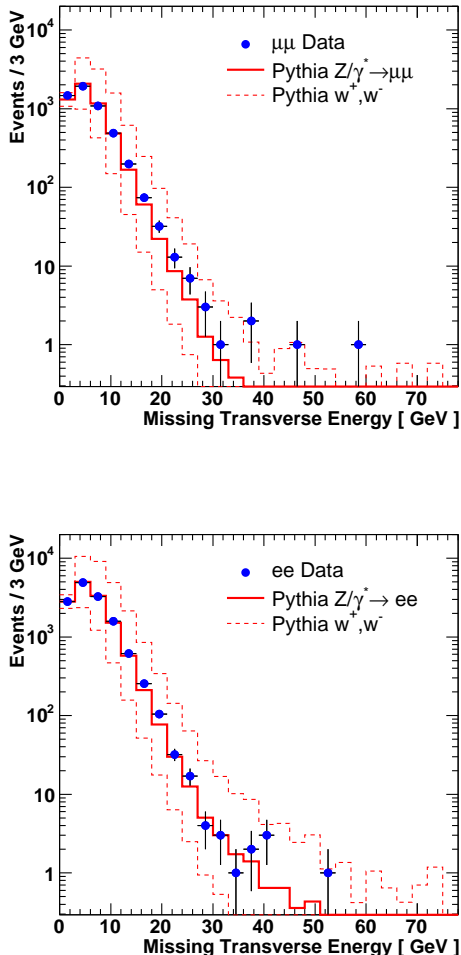 Events / 3 GeV
10⁴
10³
10²
10
1
μμ Data
Pythia Z/γ*→μμ
Pythia w⁺,w⁻
0 10 20 30 40 50 60 70
Missing Transverse Energy [ GeV ]
Events / 3 GeV
10⁴
10³
10²
10
1
ee Data
Pythia Z/γ*→ ee
Pythia w⁺,w⁻
0 10 20 30 40 50 60 70
Missing Transverse Energy [ GeV ]